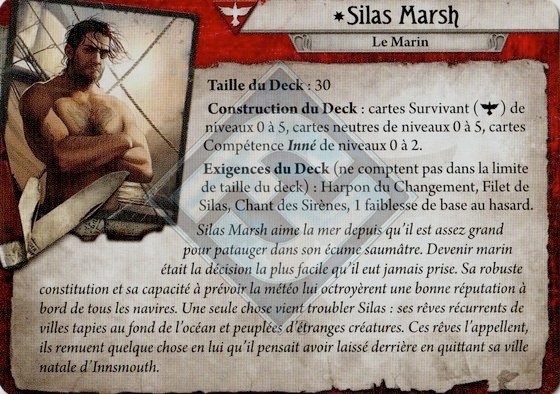 *Silas Marsh
Le Marin
Taille du Deck : 30
Construction du Deck : cartes Survivant ( ) de
niveaux 0 à 5, cartes neutres de niveaux 0 à 5, cartes
Compétence Inné de niveaux 0 à 2.
Exigences du Deck (ne comptent pas dans la limite
de taille du deck) : Harpon du Changement, Filet de
Silas, Chant des Sirènes, 1 faiblesse de base au hasard.
Silas Marsh aime la mer depuis qu'il est assez grand
pour patauger dans son écume saumâtre. Devenir marin
était la décision la plus facile qu'il eut jamais prise. Sa robuste
constitution et sa capacité à prévoir la météo lui octroyèrent une bonne réputation à
bord de tous les navires. Une seule chose vient troubler Silas : ses rêves récurrents de
villes tapies au fond de l'océan et peuplées d'étranges créatures. Ces rêves l'appellent,
ils remuent quelque chose en lui qu'il pensait avoir laissé derrière en quittant sa ville
natale d'Innsmouth.